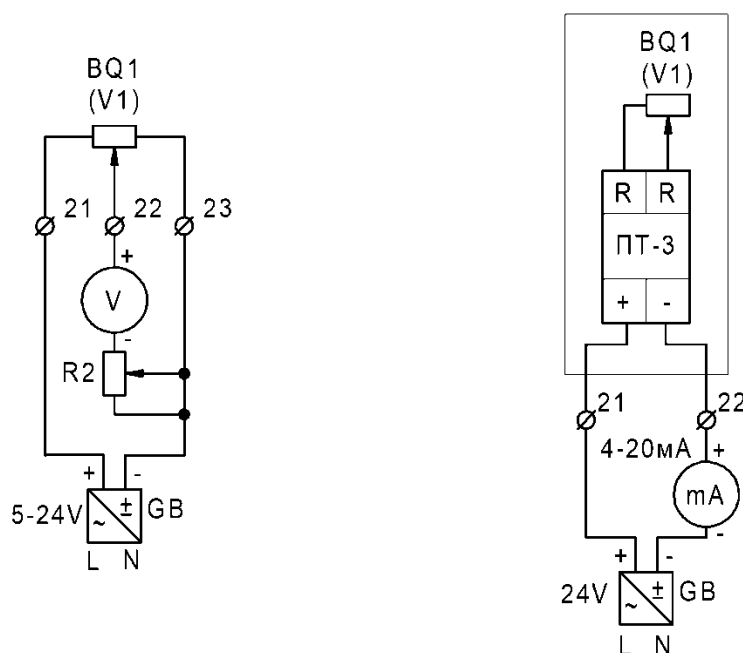 BQ1
(V1)
21 22 23
+
V
-
R2
+ -
5-24V ~ ± GB
L N
BQ1
(V1)
R R
ПТ-3
+ -
21 22
4-20мА +
mA
-
+ -
24V ~ ± GB
L N